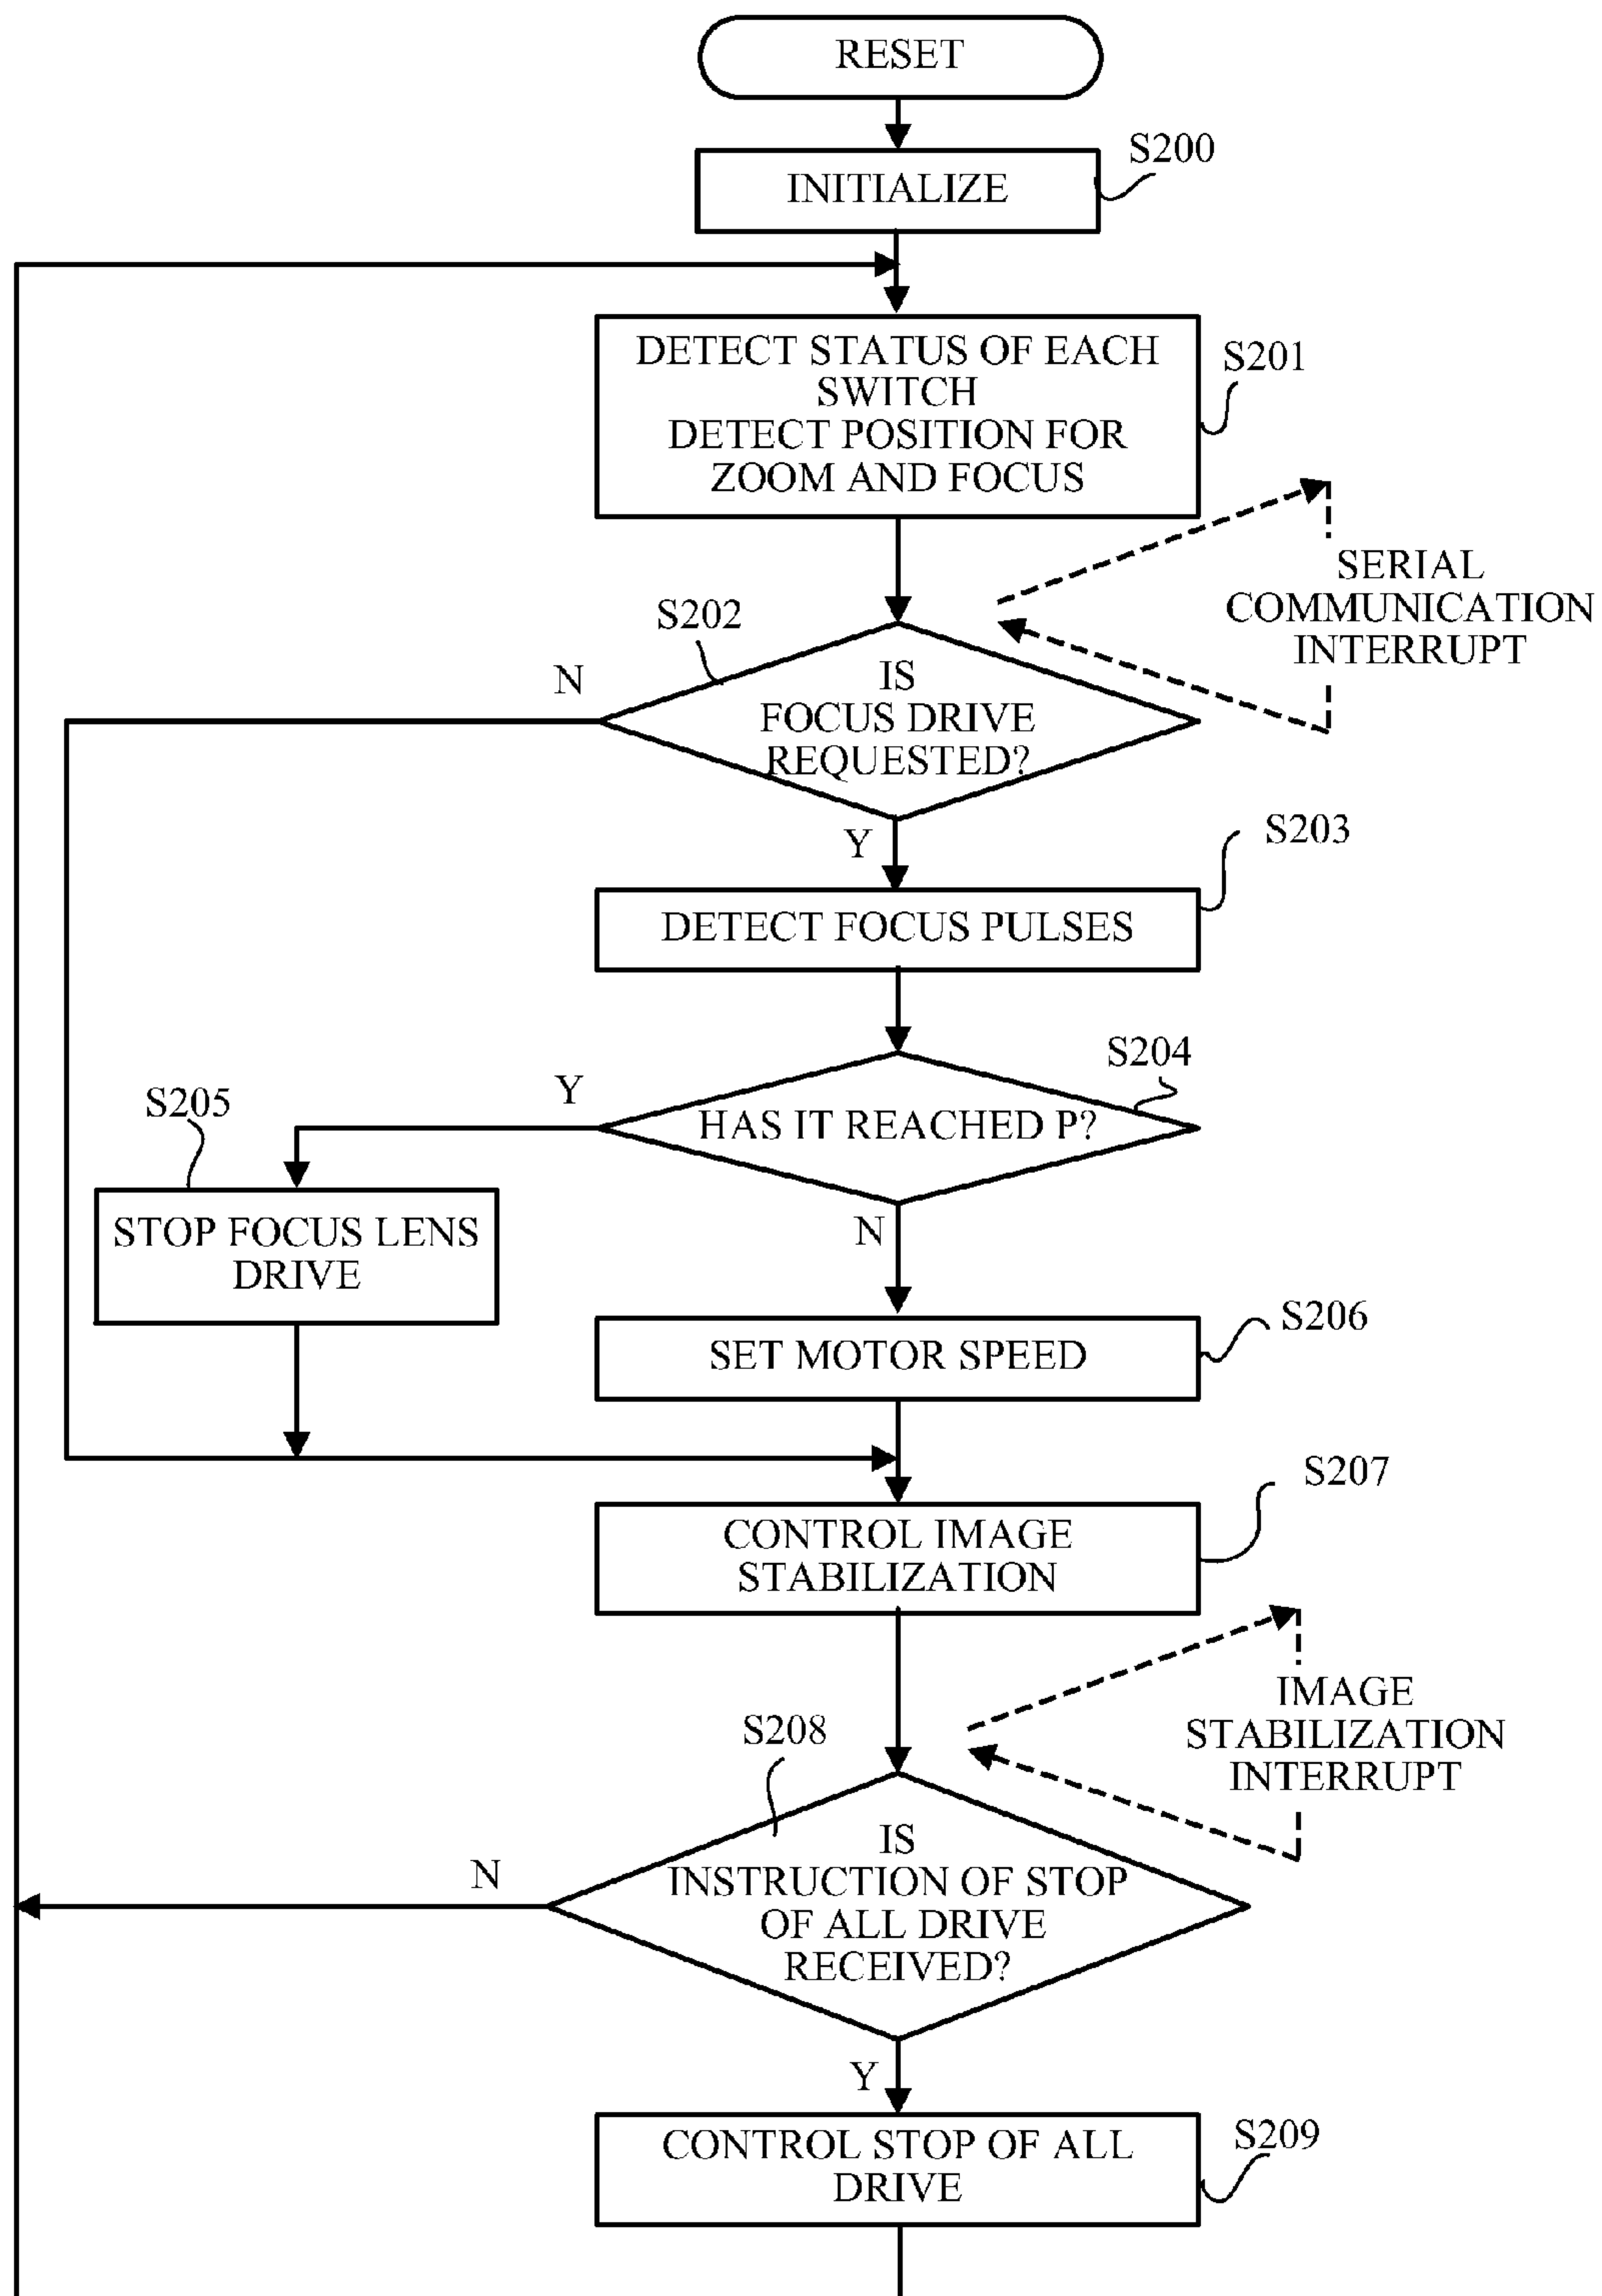 RESET
S200
INITIALIZE
DETECT STATUS OF EACH
SWITCH
DETECT POSITION FOR
ZOOM AND FOCUS
S201
SERIAL
COMMUNICATION
INTERRUPT
S202
N
IS
FOCUS DRIVE
REQUESTED?
Y
S203
DETECT FOCUS PULSES
S204
Y
HAS IT REACHED P?
S205
STOP FOCUS LENS
DRIVE
N
S206
SET MOTOR SPEED
S207
CONTROL IMAGE
STABILIZATION
IMAGE
STABILIZATION
INTERRUPT
S208
N
IS
INSTRUCTION OF STOP
OF ALL DRIVE
RECEIVED?
Y
S209
CONTROL STOP OF ALL
DRIVE